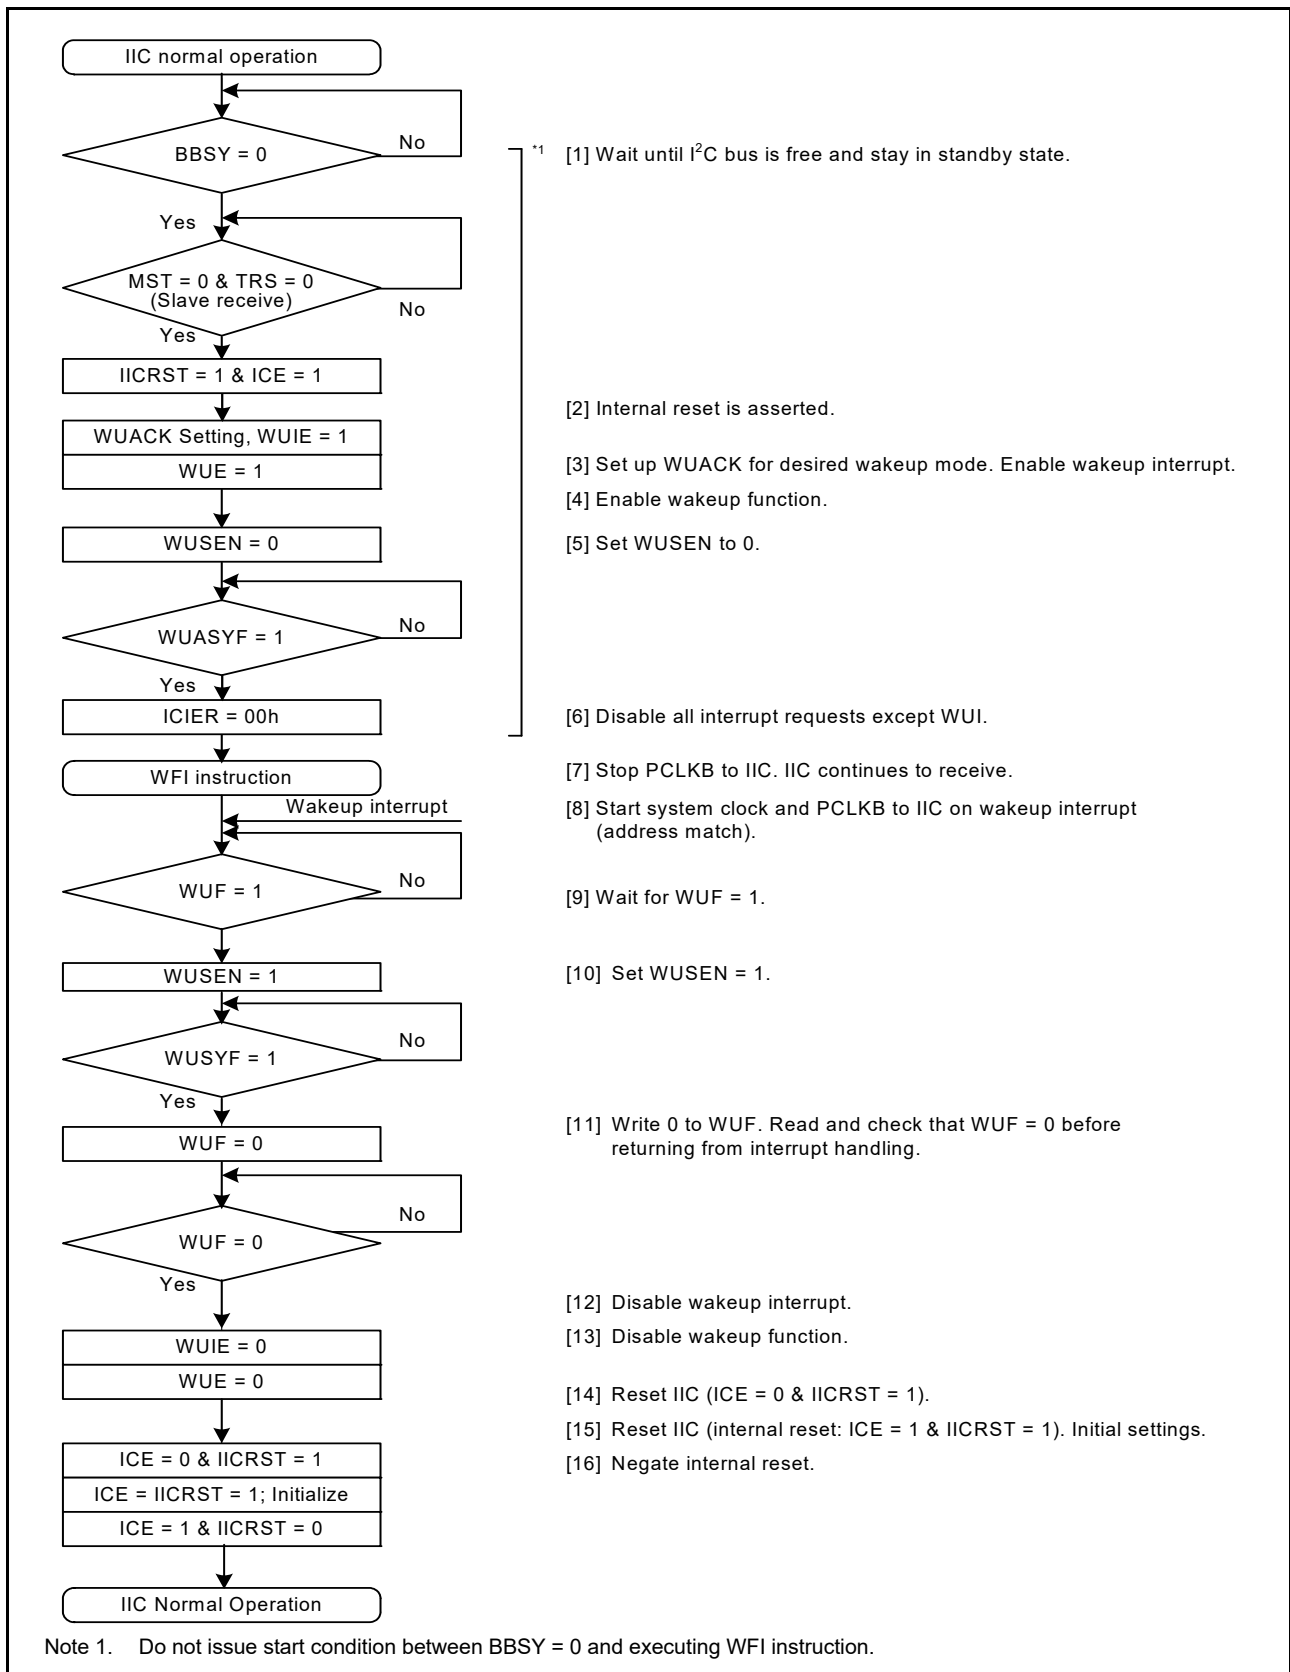 IIC normal operation
BBSY = 0
No
*1
[1] Wait until I²C bus is free and stay in standby state.
Yes
MST = 0 & TRS = 0
(Slave receive)
No
Yes
IICRST = 1 & ICE = 1
[2] Internal reset is asserted.
WUACK Setting, WUIE = 1
[3] Set up WUACK for desired wakeup mode. Enable wakeup interrupt.
WUE = 1
[4] Enable wakeup function.
WUSEN = 0
[5] Set WUSEN to 0.
WUASYF = 1
No
Yes
ICIER = 00h
[6] Disable all interrupt requests except WUI.
WFI instruction
[7] Stop PCLKB to IIC. IIC continues to receive.
Wakeup interrupt
[8] Start system clock and PCLKB to IIC on wakeup interrupt
(address match).
WUF = 1
No
[9] Wait for WUF = 1.
WUSEN = 1
[10] Set WUSEN = 1.
WUSYF = 1
No
Yes
WUF = 0
[11] Write 0 to WUF. Read and check that WUF = 0 before
returning from interrupt handling.
WUF = 0
No
Yes
[12] Disable wakeup interrupt.
WUIE = 0
[13] Disable wakeup function.
WUE = 0
[14] Reset IIC (ICE = 0 & IICRST = 1).
[15] Reset IIC (internal reset: ICE = 1 & IICRST = 1). Initial settings.
ICE = 0 & IICRST = 1
[16] Negate internal reset.
ICE = IICRST = 1; Initialize
ICE = 1 & IICRST = 0
IIC Normal Operation
Note 1. Do not issue start condition between BBSY = 0 and executing WFI instruction.